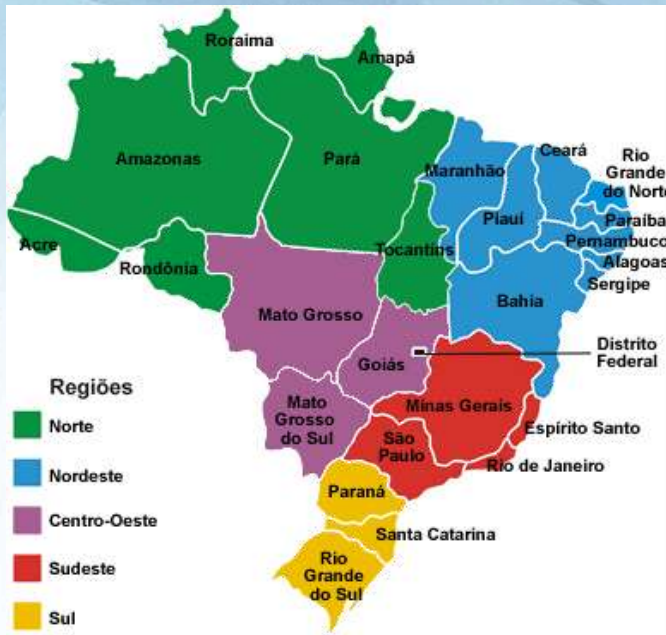 Roraima
Amapá
Amazonas
Pará
Maranhão
Ceará
Rio
Grande
do Norte
Piauí
Paraíba
Pernambuco
Alagoas
Sergipe
Acre
Rondônia
Tocantins
Bahia
Mato Grosso
Goiás
Distrito
Federal
Mato
Grosso
do Sul
Minas Gerais
Espírito Santo
São
Paulo
Rio de Janeiro
Paraná
Santa Catarina
Rio
Grande
do Sul
Regiões
Norte
Nordeste
Centro-Oeste
Sudeste
Sul